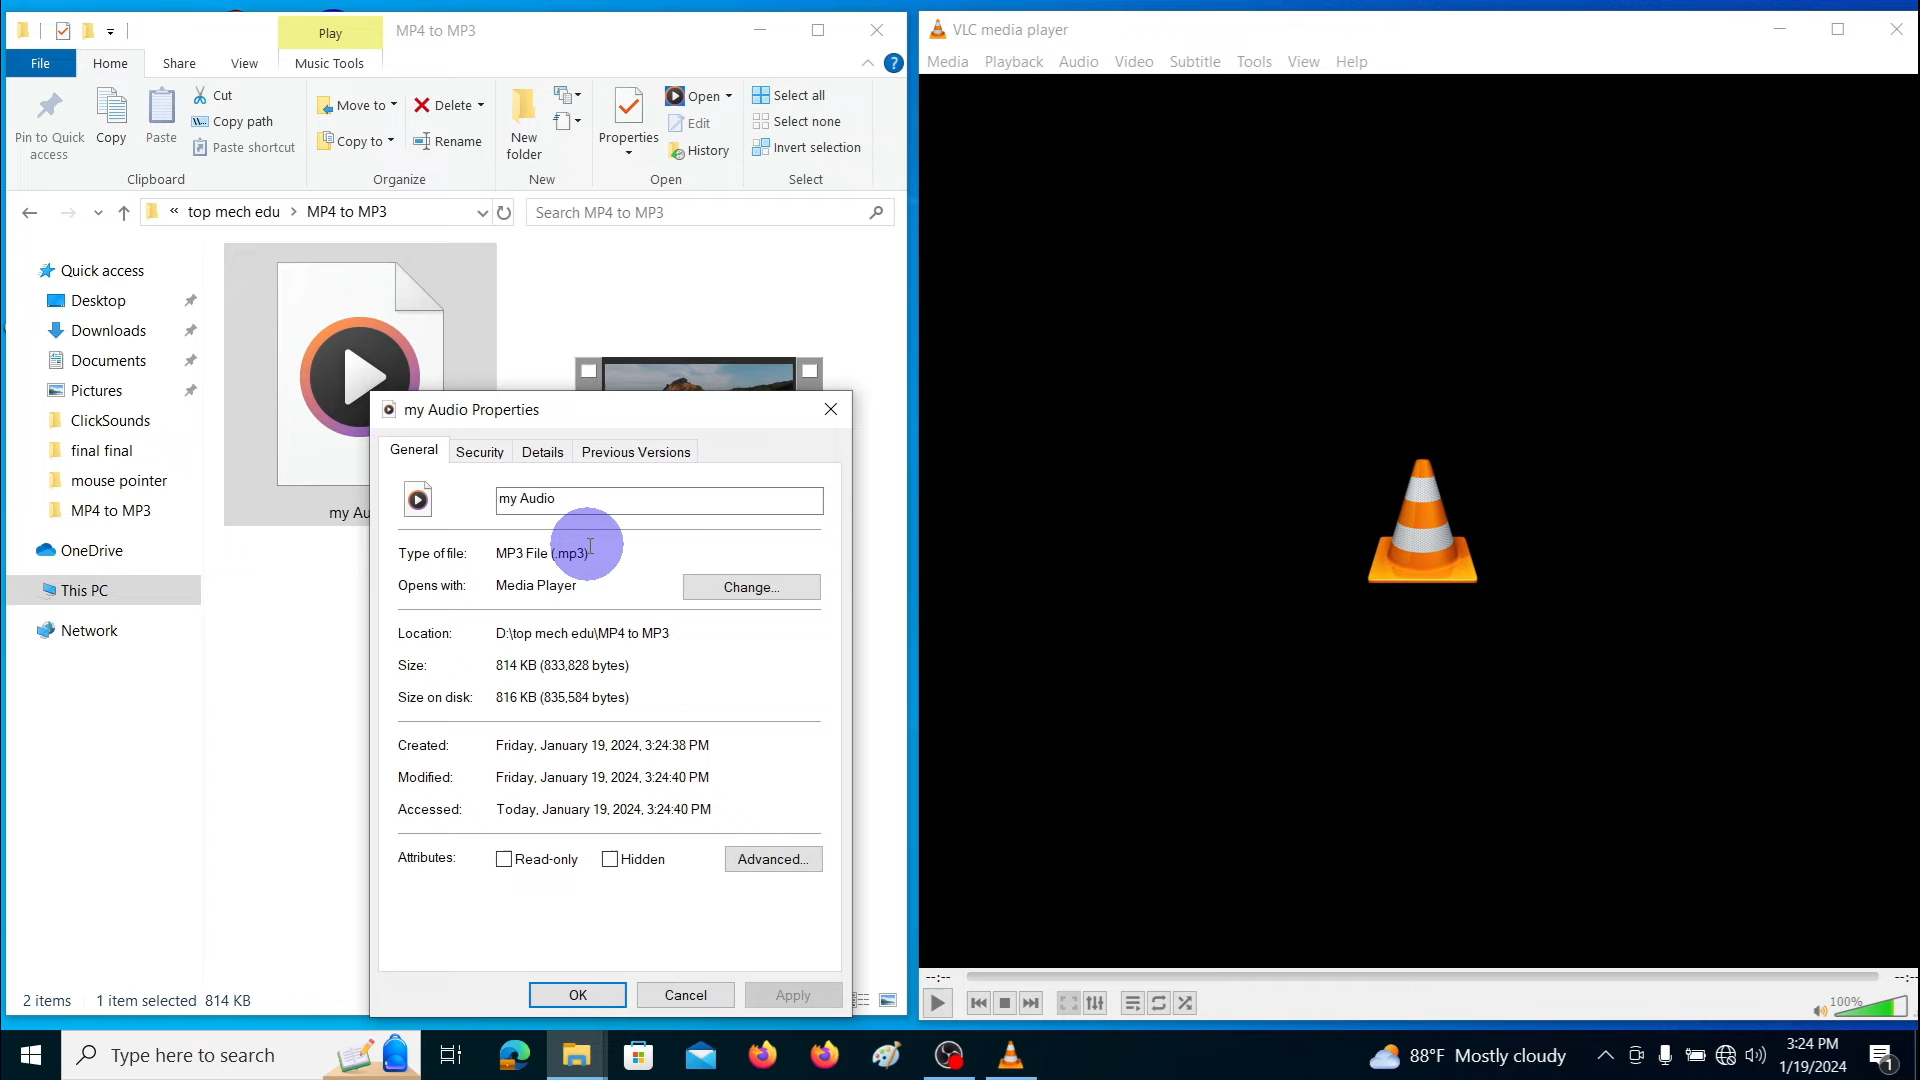 Play
MP4 to MP3
File
Home
Share
View
Music Tools
Pin to Quick
access
Copy
Paste
Cut
Copy path
Paste shortcut
Clipboard
Move to
Copy to
Delete
Rename
Organize
New
folder
New
Properties
Open
Edit
History
Open
Select all
Select none
Invert selection
Select
« top mech edu > MP4 to MP3
Search MP4 to MP3
Quick access
Desktop
Downloads
Documents
Pictures
ClickSounds
final final
mouse pointer
MP4 to MP3
OneDrive
This PC
Network
my Au
2 items
1 item selected 814 KB
my Audio Properties
General
Security
Details
Previous Versions
my Audio
Type of file: MP3 File (.mp3)
Opens with: Media Player
Change...
Location: D:\top mech edu\MP4 to MP3
Size: 814 KB (833,828 bytes)
Size on disk: 816 KB (835,584 bytes)
Created: Friday, January 19, 2024, 3:24:38 PM
Modified: Friday, January 19, 2024, 3:24:40 PM
Accessed: Today, January 19, 2024, 3:24:40 PM
Attributes: Read-only Hidden
Advanced...
OK
Cancel
Apply
VLC media player
Media Playback Audio Video Subtitle Tools View Help
--:--
--:--
100%
Type here to search
88°F Mostly cloudy
3:24 PM
1/19/2024
1